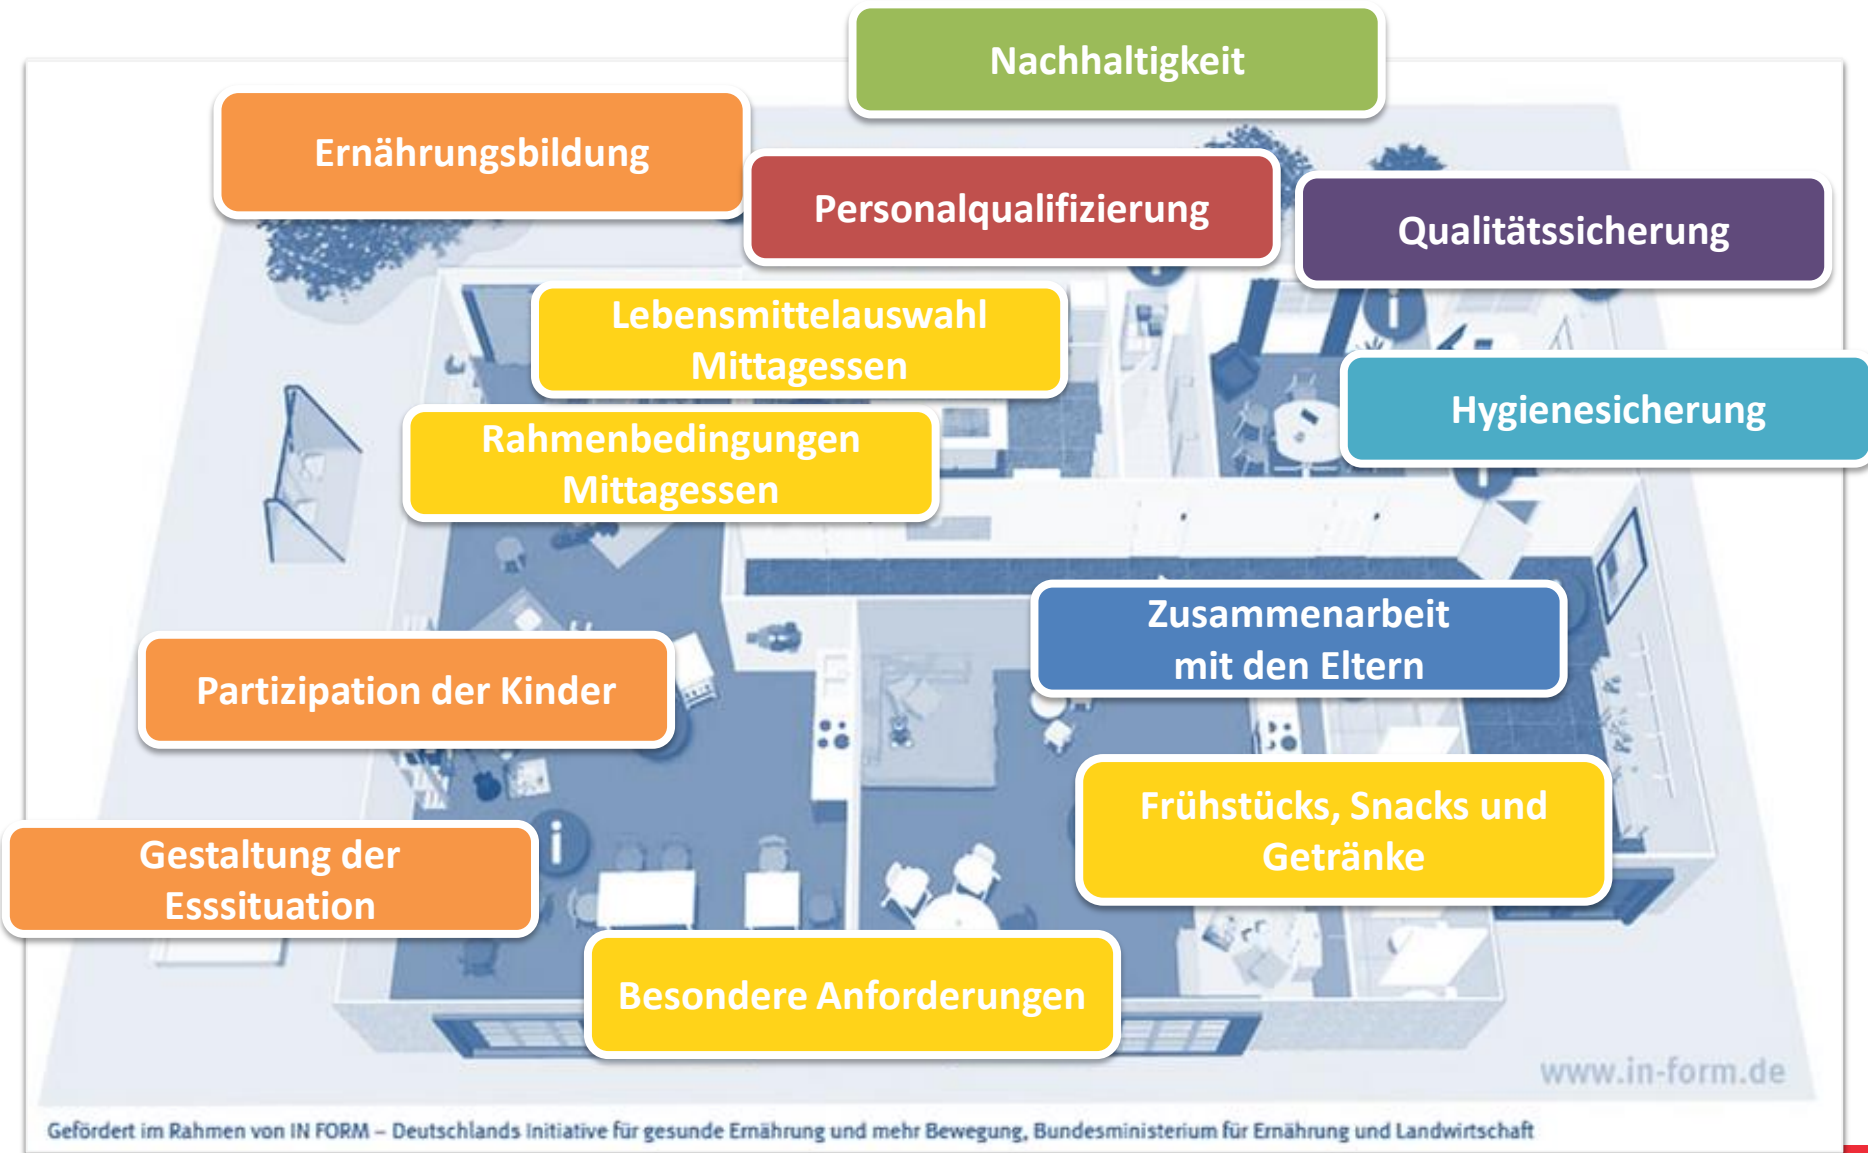 Nachhaltigkeit
Ernährungsbildung
Personalqualifizierung
Qualitätssicherung
Lebensmittelauswahl
Mittagessen
Hygienesicherung
Rahmenbedingungen
Mittagessen
Zusammenarbeit
mit den Eltern
Partizipation der Kinder
Frühstücks, Snacks und
Getränke
Gestaltung der
Esssituation
Besondere Anforderungen
www.in-form.de
Gefördert im Rahmen von IN FORM – Deutschlands Initiative für gesunde Ernährung und mehr Bewegung, Bundesministerium für Ernährung und Landwirtschaft